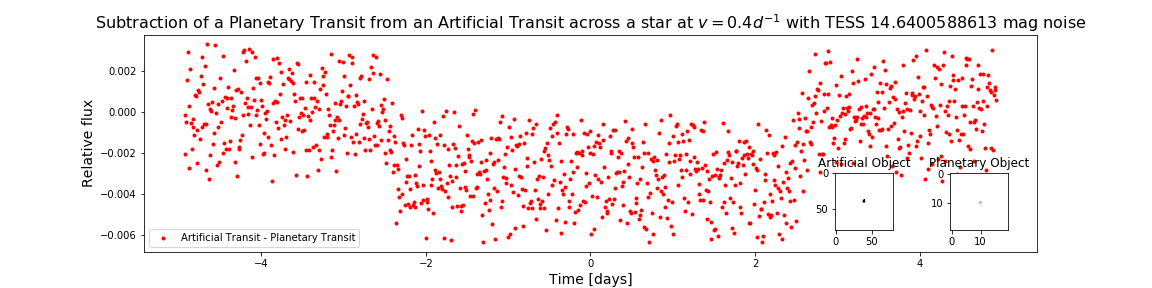 Subtraction of a Planetary Transit from an Artificial Transit across a star at v = 0.4d⁻¹ with TESS 14.6400588613 mag noise
Relative flux
0.002
0.000
−0.002
−0.004
−0.006
Artificial Transit - Planetary Transit
Artificial Object
0
50
0 50
Planetary Object
0
10
0 10
−4 −2 0 2 4
Time [days]